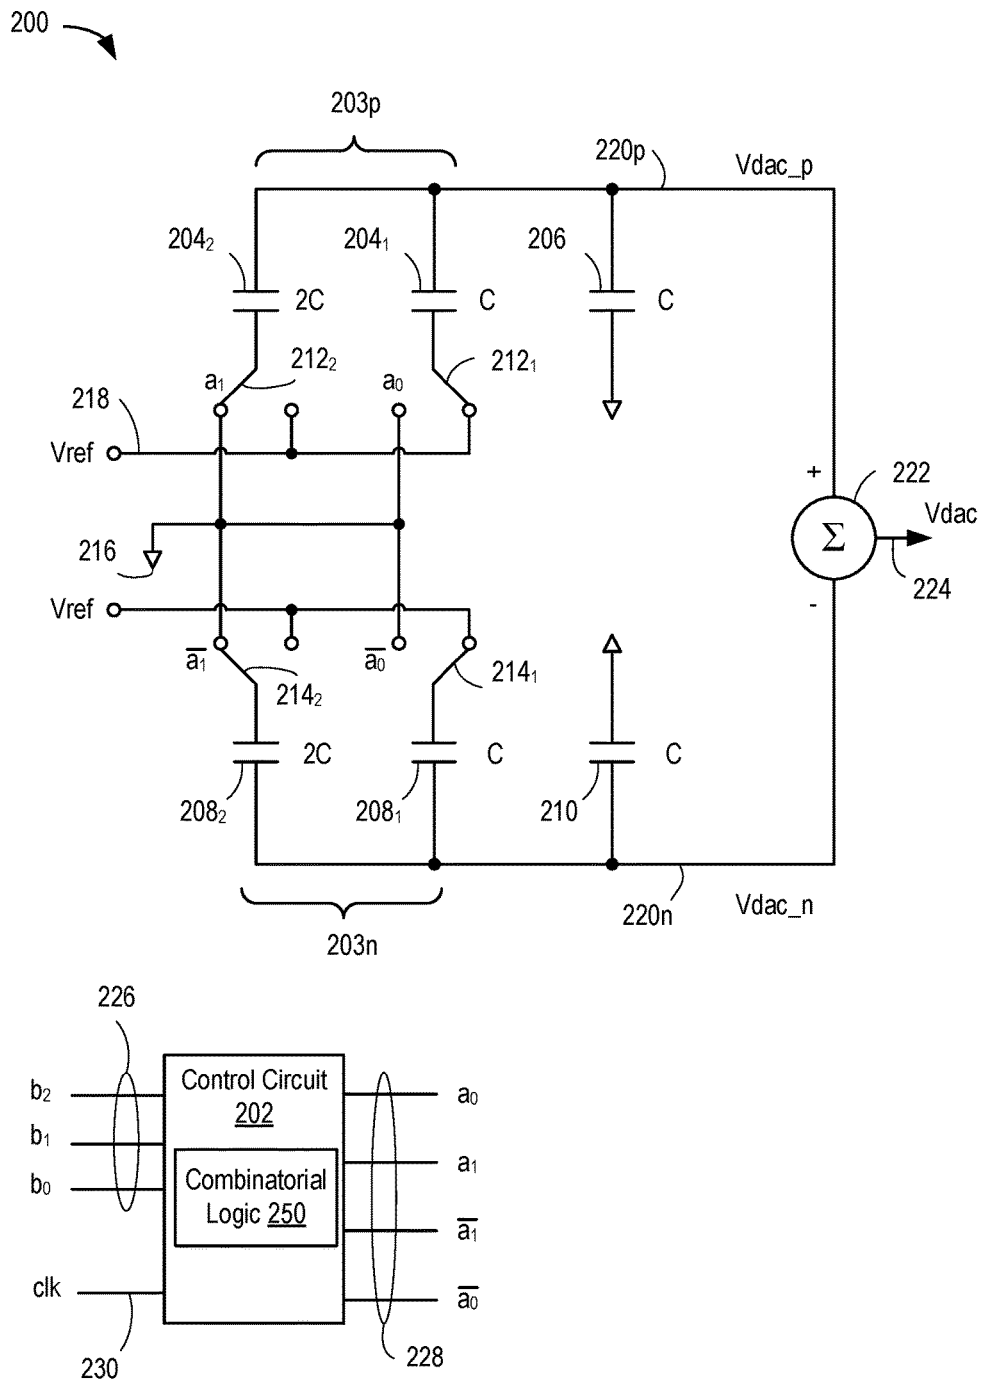 200
203p
220p
Vdac_p
204₂
204₁
206
2C
C
C
212₂
212₁
a₁
a₀
218
Vref
+
222
Σ
Vdac
224
216
Vref
-
a̅₁
a̅₀
214₂
214₁
2C
C
C
208₂
208₁
210
220n
Vdac_n
203n
226
b₂
b₁
b₀
clk
230
Control Circuit
202
Combinatorial
Logic 250
a₀
a₁
a̅₁
a̅₀
228